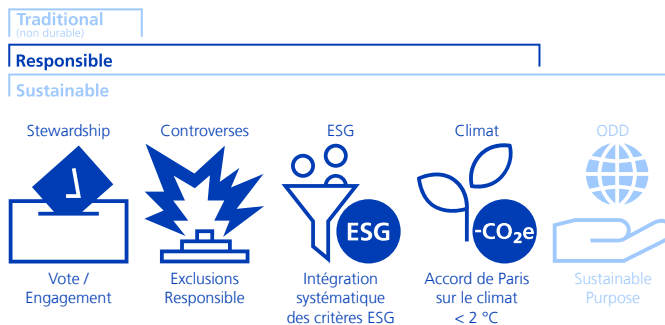 Traditional
(non durable)
Responsible
Sustainable
Stewardship
Controverses
ESG
Climat
ODD
ESG
-CO₂e
Vote /
Engagement
Exclusions
Responsible
Intégration
systématique
des critères ESG
Accord de Paris
sur le climat
< 2 °C
Sustainable
Purpose